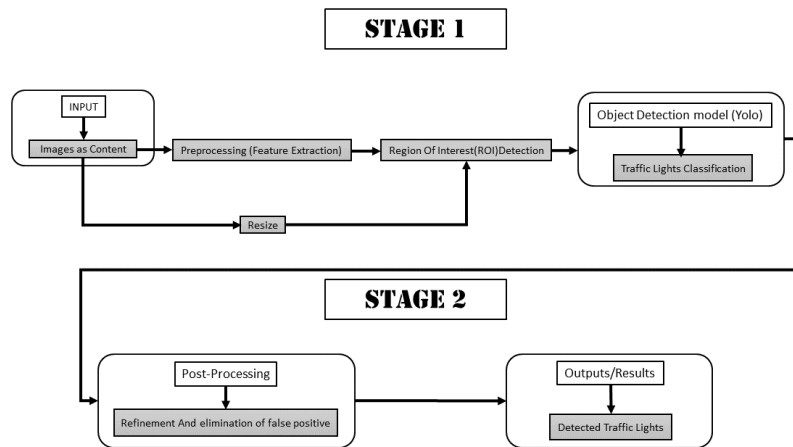 STAGE 1
INPUT
Images as Content
Preprocessing (Feature Extraction)
Region Of Interest(ROI)Detection
Resize
Object Detection model (Yolo)
Traffic Lights Classification
STAGE 2
Post-Processing
Refinement And elimination of false positive
Outputs/Results
Detected Traffic Lights